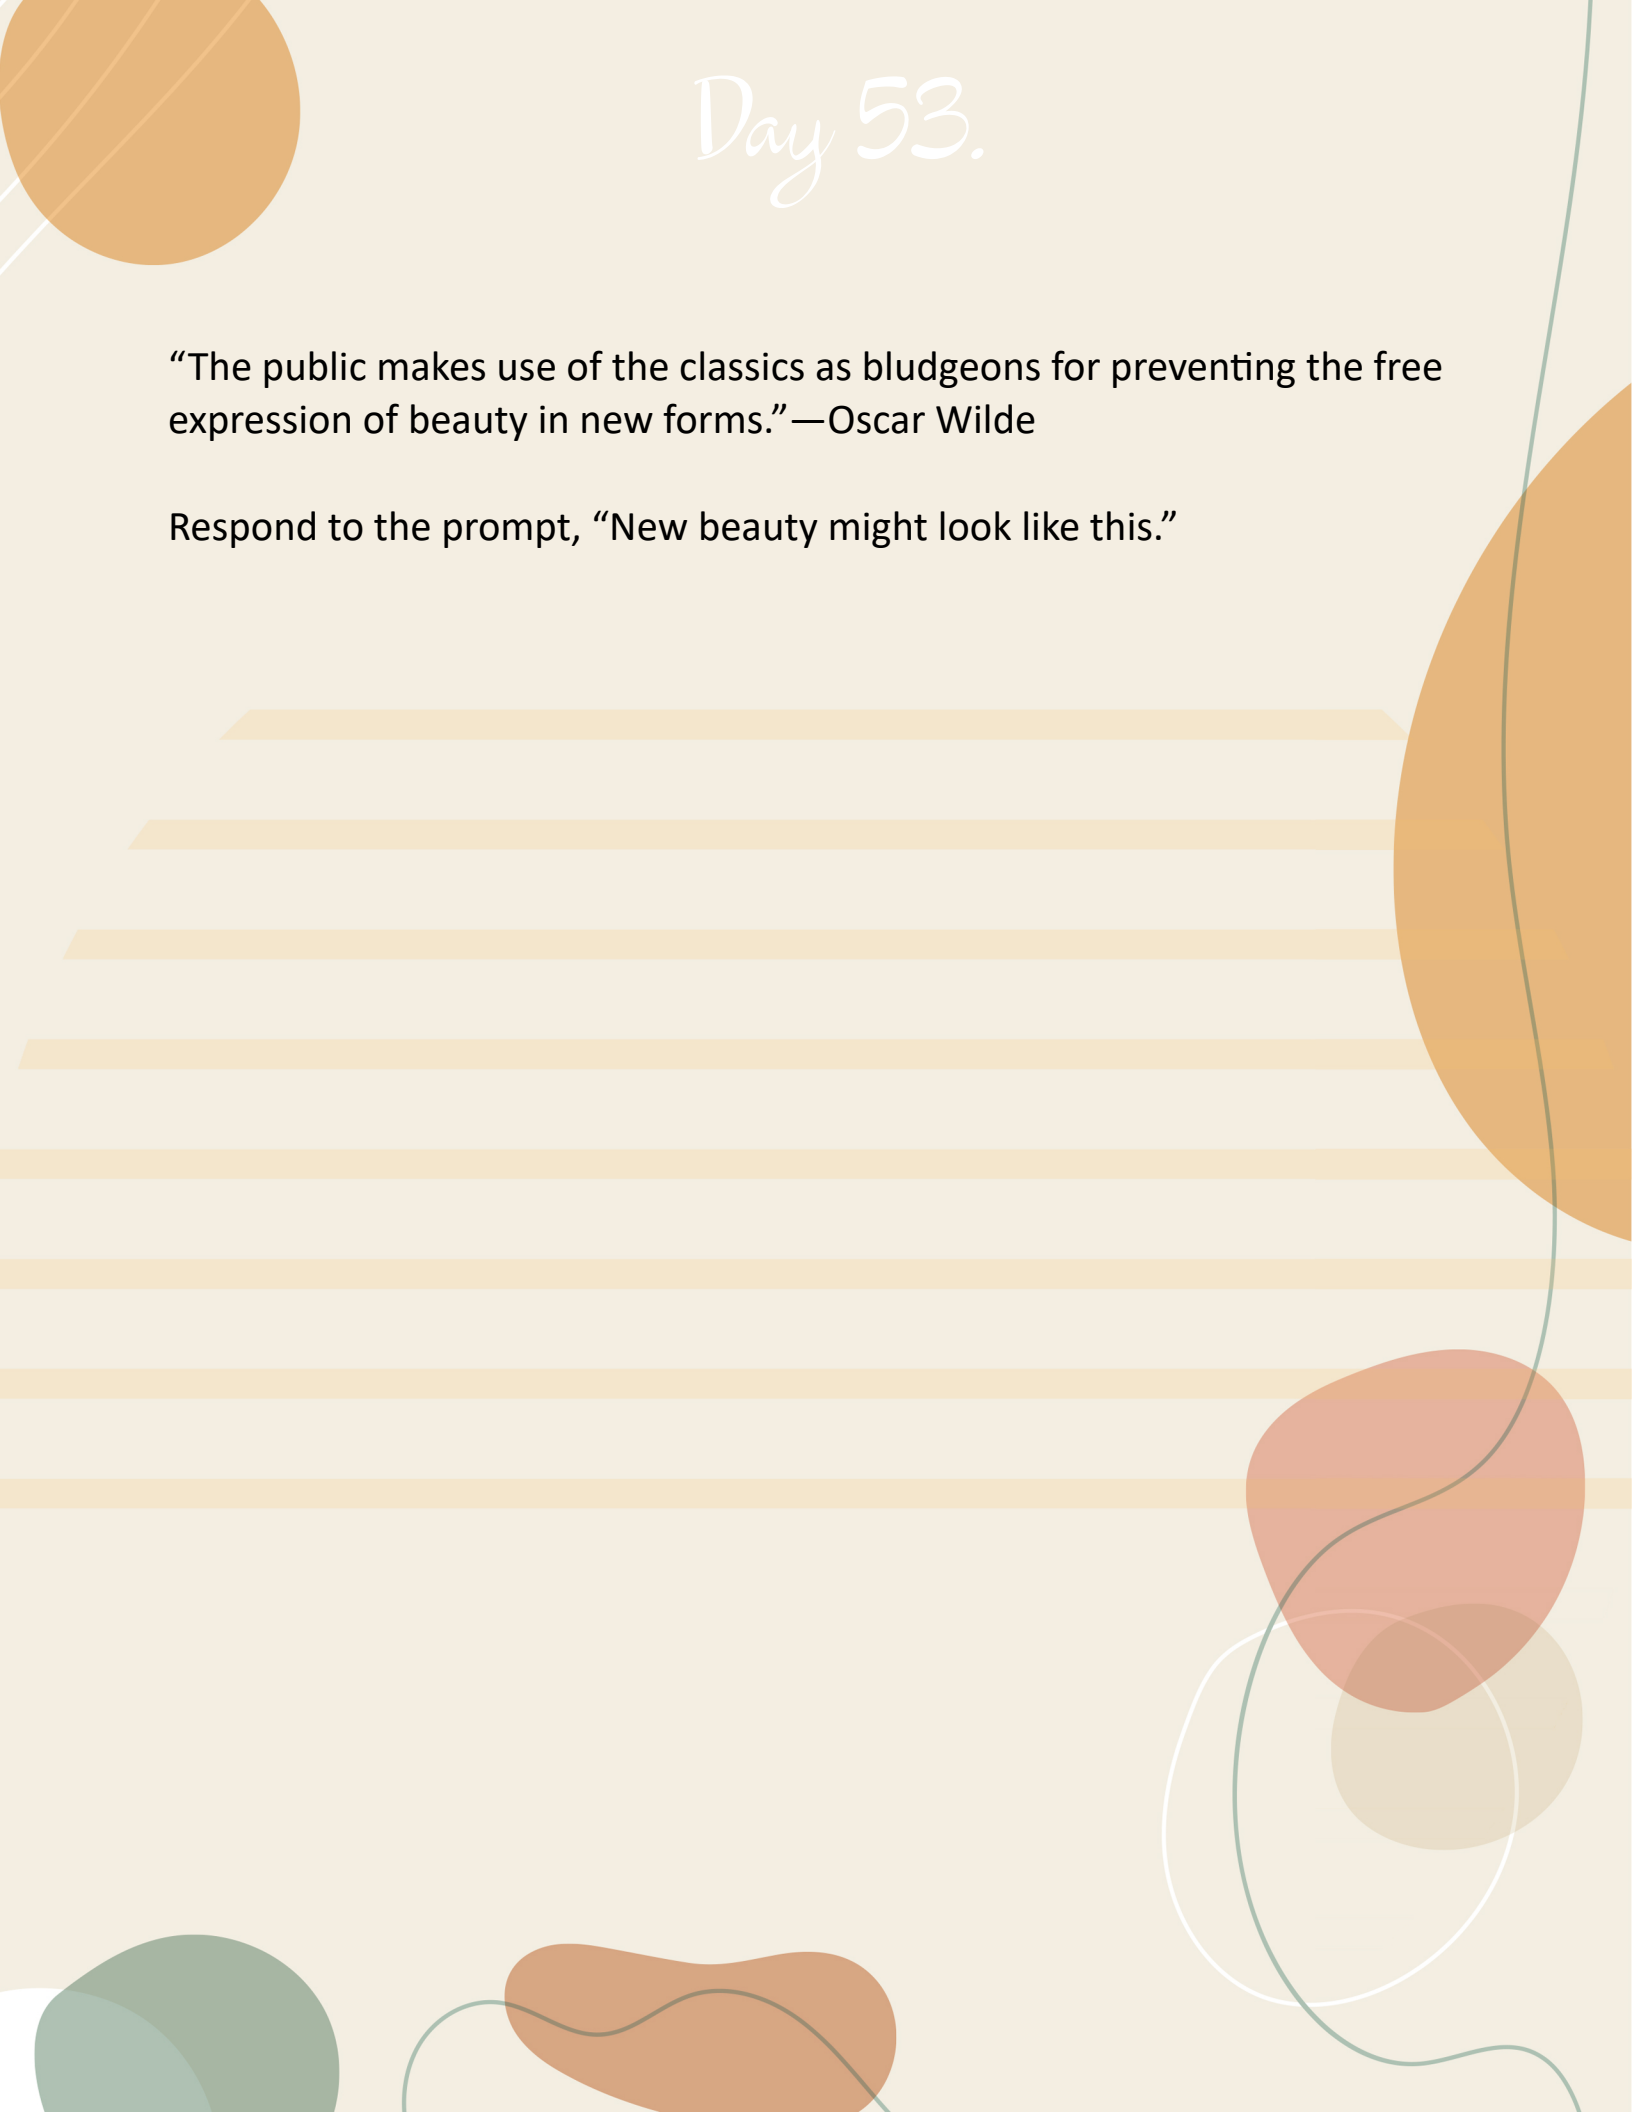 Day 53.
“The public makes use of the classics as bludgeons for preventing the free
expression of beauty in new forms.”—Oscar Wilde
Respond to the prompt, “New beauty might look like this.”